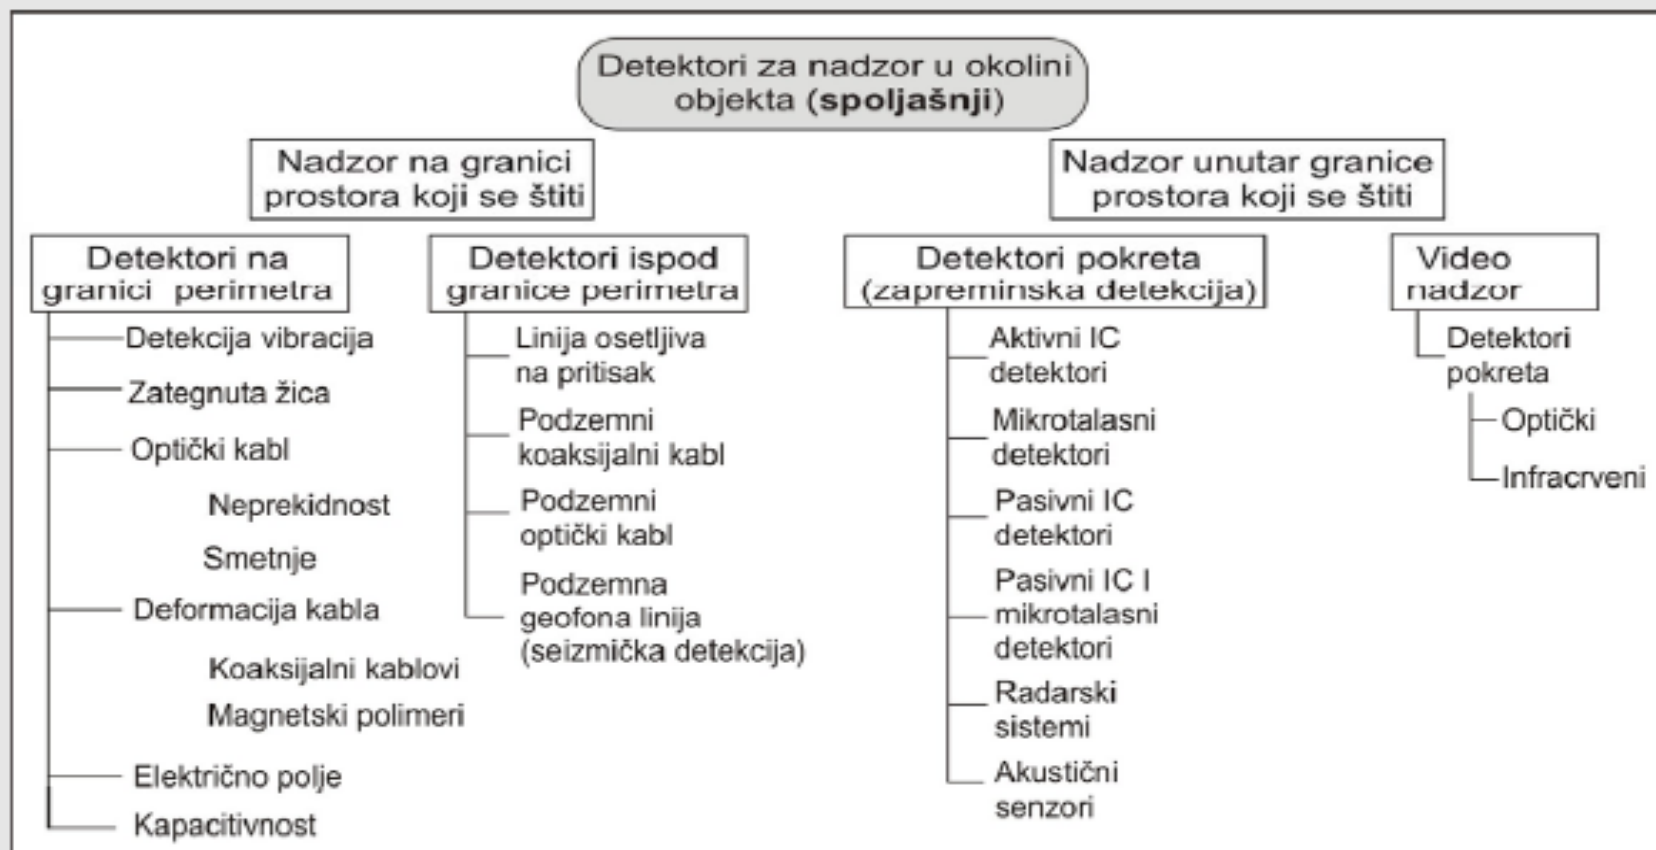 Detektori za nadzor u okolini
objekta (spoljašnji)
Nadzor na granici
prostora koji se štiti
Nadzor unutar granice
prostora koji se štiti
Detektori na
granici perimetra
Detekcija vibracija
Zategnuta žica
Optički kabl
Neprekidnost
Smetnje
Deformacija kabla
Koaksijalni kablovi
Magnetski polimeri
Električno polje
Kapacitivnost
Detektori ispod
granice perimetra
Linija osetljiva
na pritisak
Podzemni
koaksijalni kabl
Podzemni
optički kabl
Podzemna
geofona linija
(seizmička detekcija)
Detektori pokreta
(zapreminska detekcija)
Aktivni IC
detektori
Mikrotalasni
detektori
Pasivni IC
detektori
Pasivni IC I
mikrotalasni
detektori
Radarski
sistemi
Akustični
senzori
Video
nadzor
Detektori
pokreta
Optički
Infracrveni